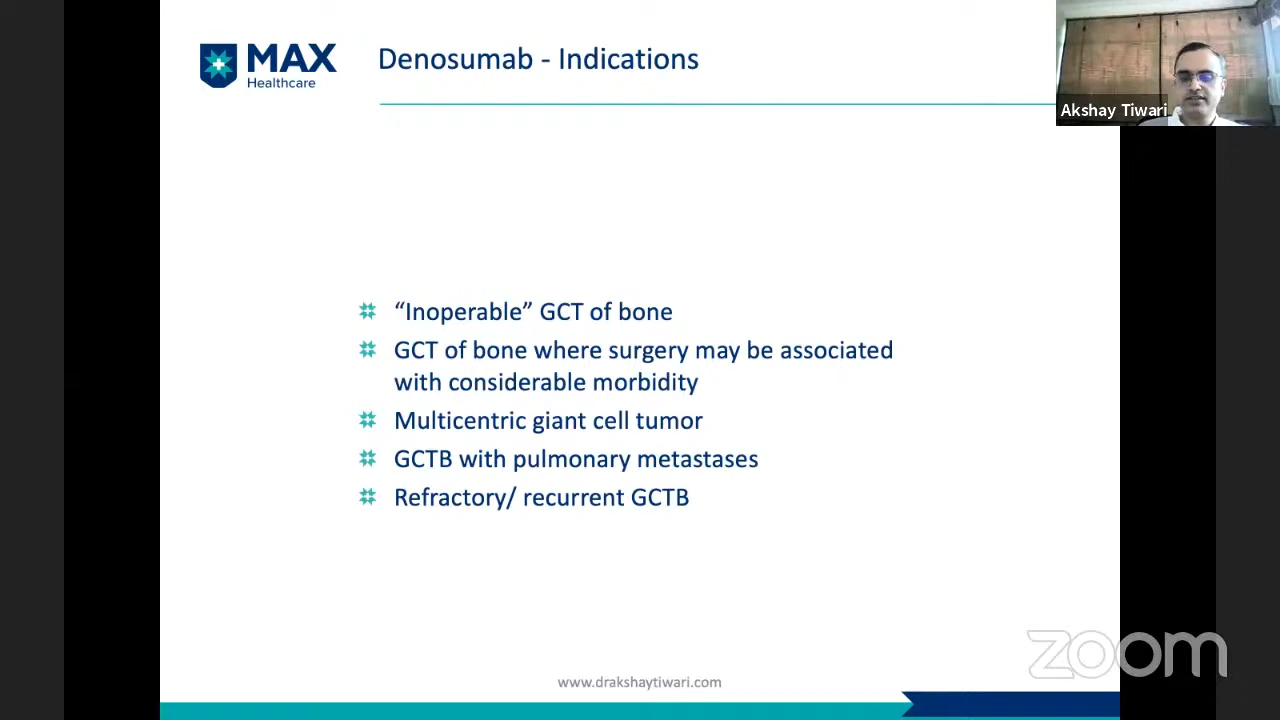 MAX
Healthcare
Denosumab - Indications
Akshay Tiwari
“Inoperable” GCT of bone
GCT of bone where surgery may be associated
with considerable morbidity
Multicentric giant cell tumor
GCTB with pulmonary metastases
Refractory/ recurrent GCTB
zoom
www.drakshaytiwari.com